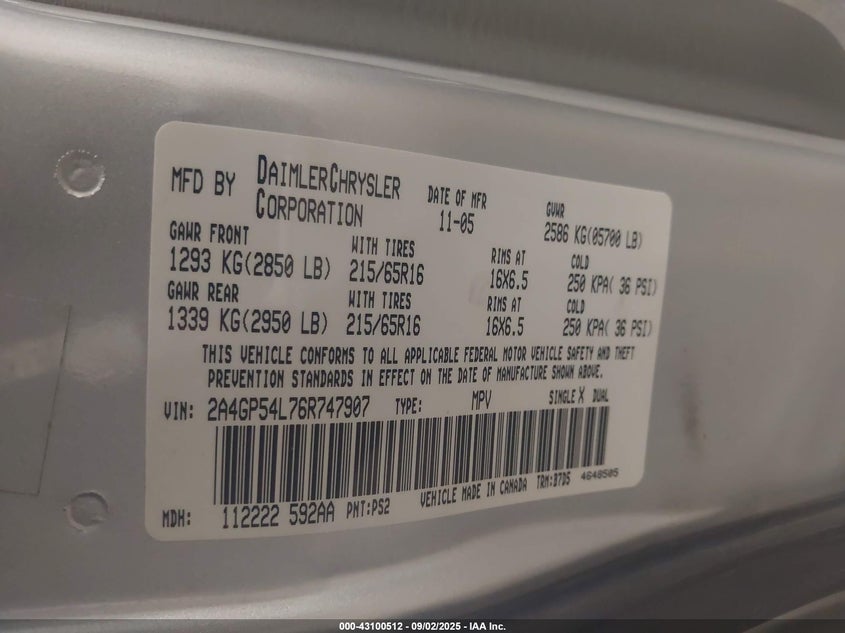 MFD BY DAIMLERCHRYSLER CORPORATION DATE OF MFR 11-05 GVWR 2586 KG(05700 LB)
GAWR FRONT WITH TIRES RIMS AT COLD
1293 KG(2850 LB) 215/65R16 16X6.5 250 KPA( 36 PSI)
GAWR REAR WITH TIRES RIMS AT COLD
1339 KG(2950 LB) 215/65R16 16X6.5 250 KPA( 36 PSI)
THIS VEHICLE CONFORMS TO ALL APPLICABLE FEDERAL MOTOR VEHICLE SAFETY AND THEFT
PREVENTION STANDARDS IN EFFECT ON THE DATE OF MANUFACTURE SHOWN ABOVE.
VIN: 2A4GP54L76R747907 TYPE: MPV SINGLE X DUAL
MDH: 112222 592AA PNT:PS2 VEHICLE MADE IN CANADA TRM:B7D5 4648505
000-43100512 - 09/02/2025 - IAA Inc.